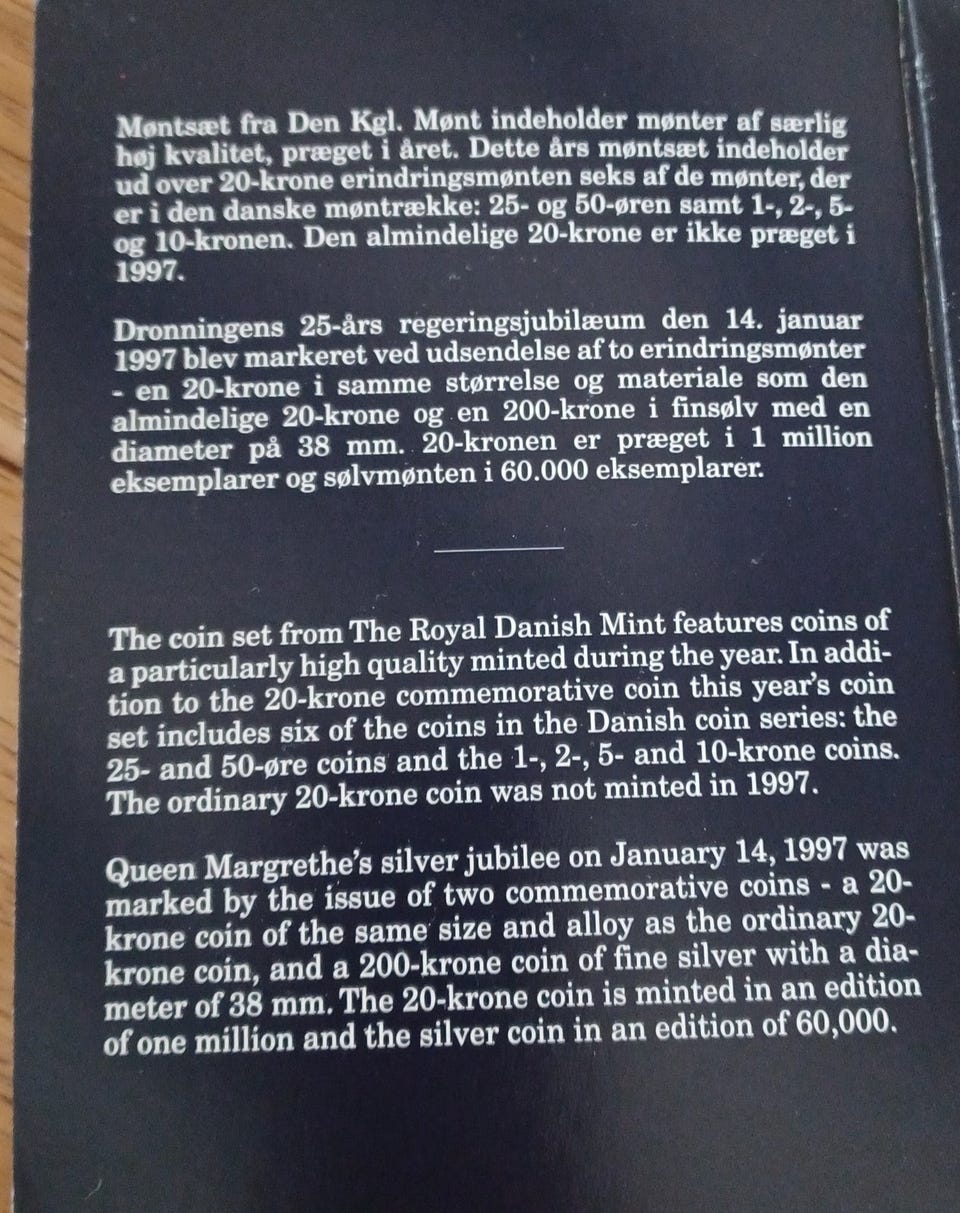 Møntsæt fra Den Kgl. Mønt indeholder mønter af særlig
høj kvalitet, præget i året. Dette års møntsæt indeholder
ud over 20-krone erindringsmønten seks af de mønter, der
er i den danske møntrække: 25- og 50-øren samt 1-, 2-, 5-
og 10-kronen. Den almindelige 20-krone er ikke præget i
1997.
Dronningens 25-års regeringsjubilæum den 14. januar
1997 blev markeret ved udsendelse af to erindringsmønter
- en 20-krone i samme størrelse og materiale som den
almindelige 20-krone og en 200-krone i finsølv med en
diameter på 38 mm. 20-kronen er præget i 1 million
eksemplarer og sølvmønten i 60.000 eksemplarer.
The coin set from The Royal Danish Mint features coins of
a particularly high quality minted during the year. In addi-
tion to the 20-krone commemorative coin this year's coin
set includes six of the coins in the Danish coin series: the
25- and 50-øre coins and the 1-, 2-, 5- and 10-krone coins.
The ordinary 20-krone coin was not minted in 1997.
Queen Margrethe's silver jubilee on January 14, 1997 was
marked by the issue of two commemorative coins - a 20-
krone coin of the same size and alloy as the ordinary 20-
krone coin, and a 200-krone coin of fine silver with a dia-
meter of 38 mm. The 20-krone coin is minted in an edition
of one million and the silver coin in an edition of 60,000.